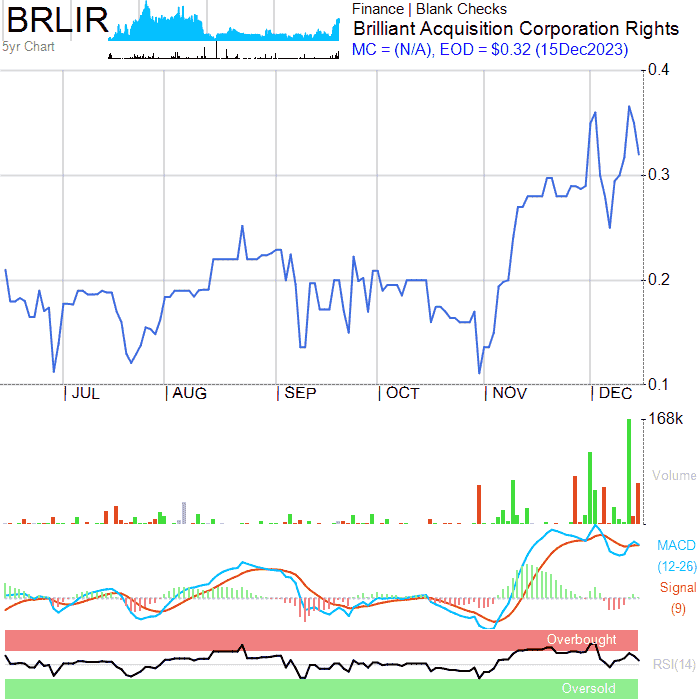 BRLIR
5yr Chart
Finance | Blank Checks
Brilliant Acquisition Corporation Rights
MC = (N/A), EOD = $0.32 (15Dec2023)
0.4
0.3
0.2
0.1
| JUL | AUG | SEP | OCT | NOV | DEC
168k
Volume
MACD
(12-26)
Signal
(9)
Overbought
RSI(14)
Oversold